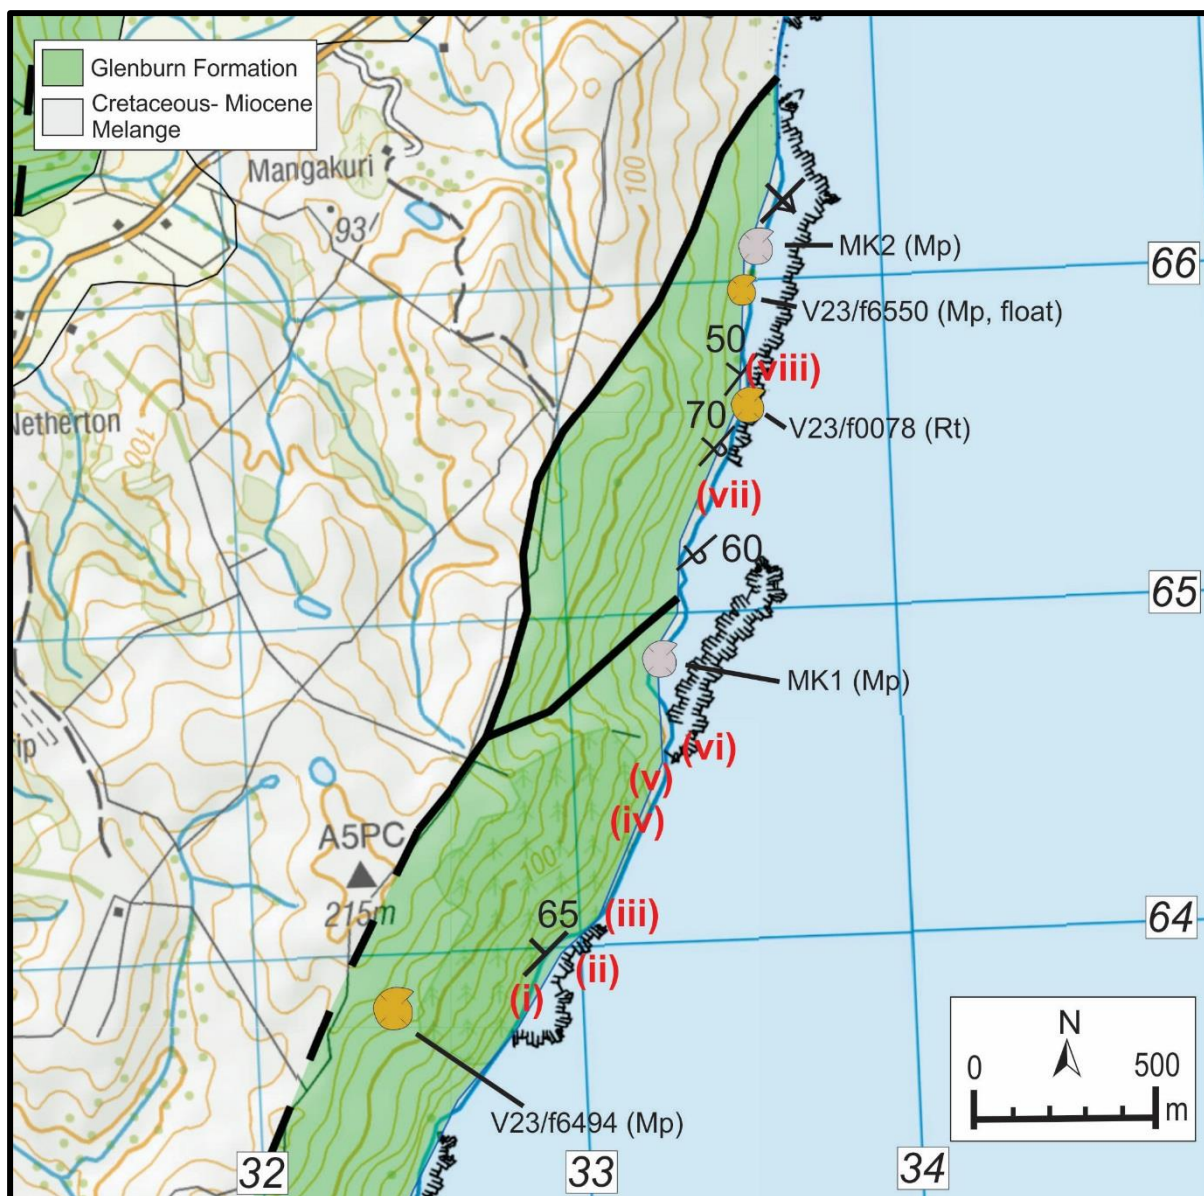 Glenburn Formation
Cretaceous- Miocene
Melange
Mangakuri
93
100
MK2 (Mp)
66
V23/f6550 (Mp, float)
50
(viii)
70
V23/f0078 (Rt)
Netherton
100
(vii)
60
65
MK1 (Mp)
(vi)
ip
(v)
(iv)
A5PC
100
215m
65
(iii)
64
(ii)
(i)
N
0
500
m
V23/f6494 (Mp)
32
33
34